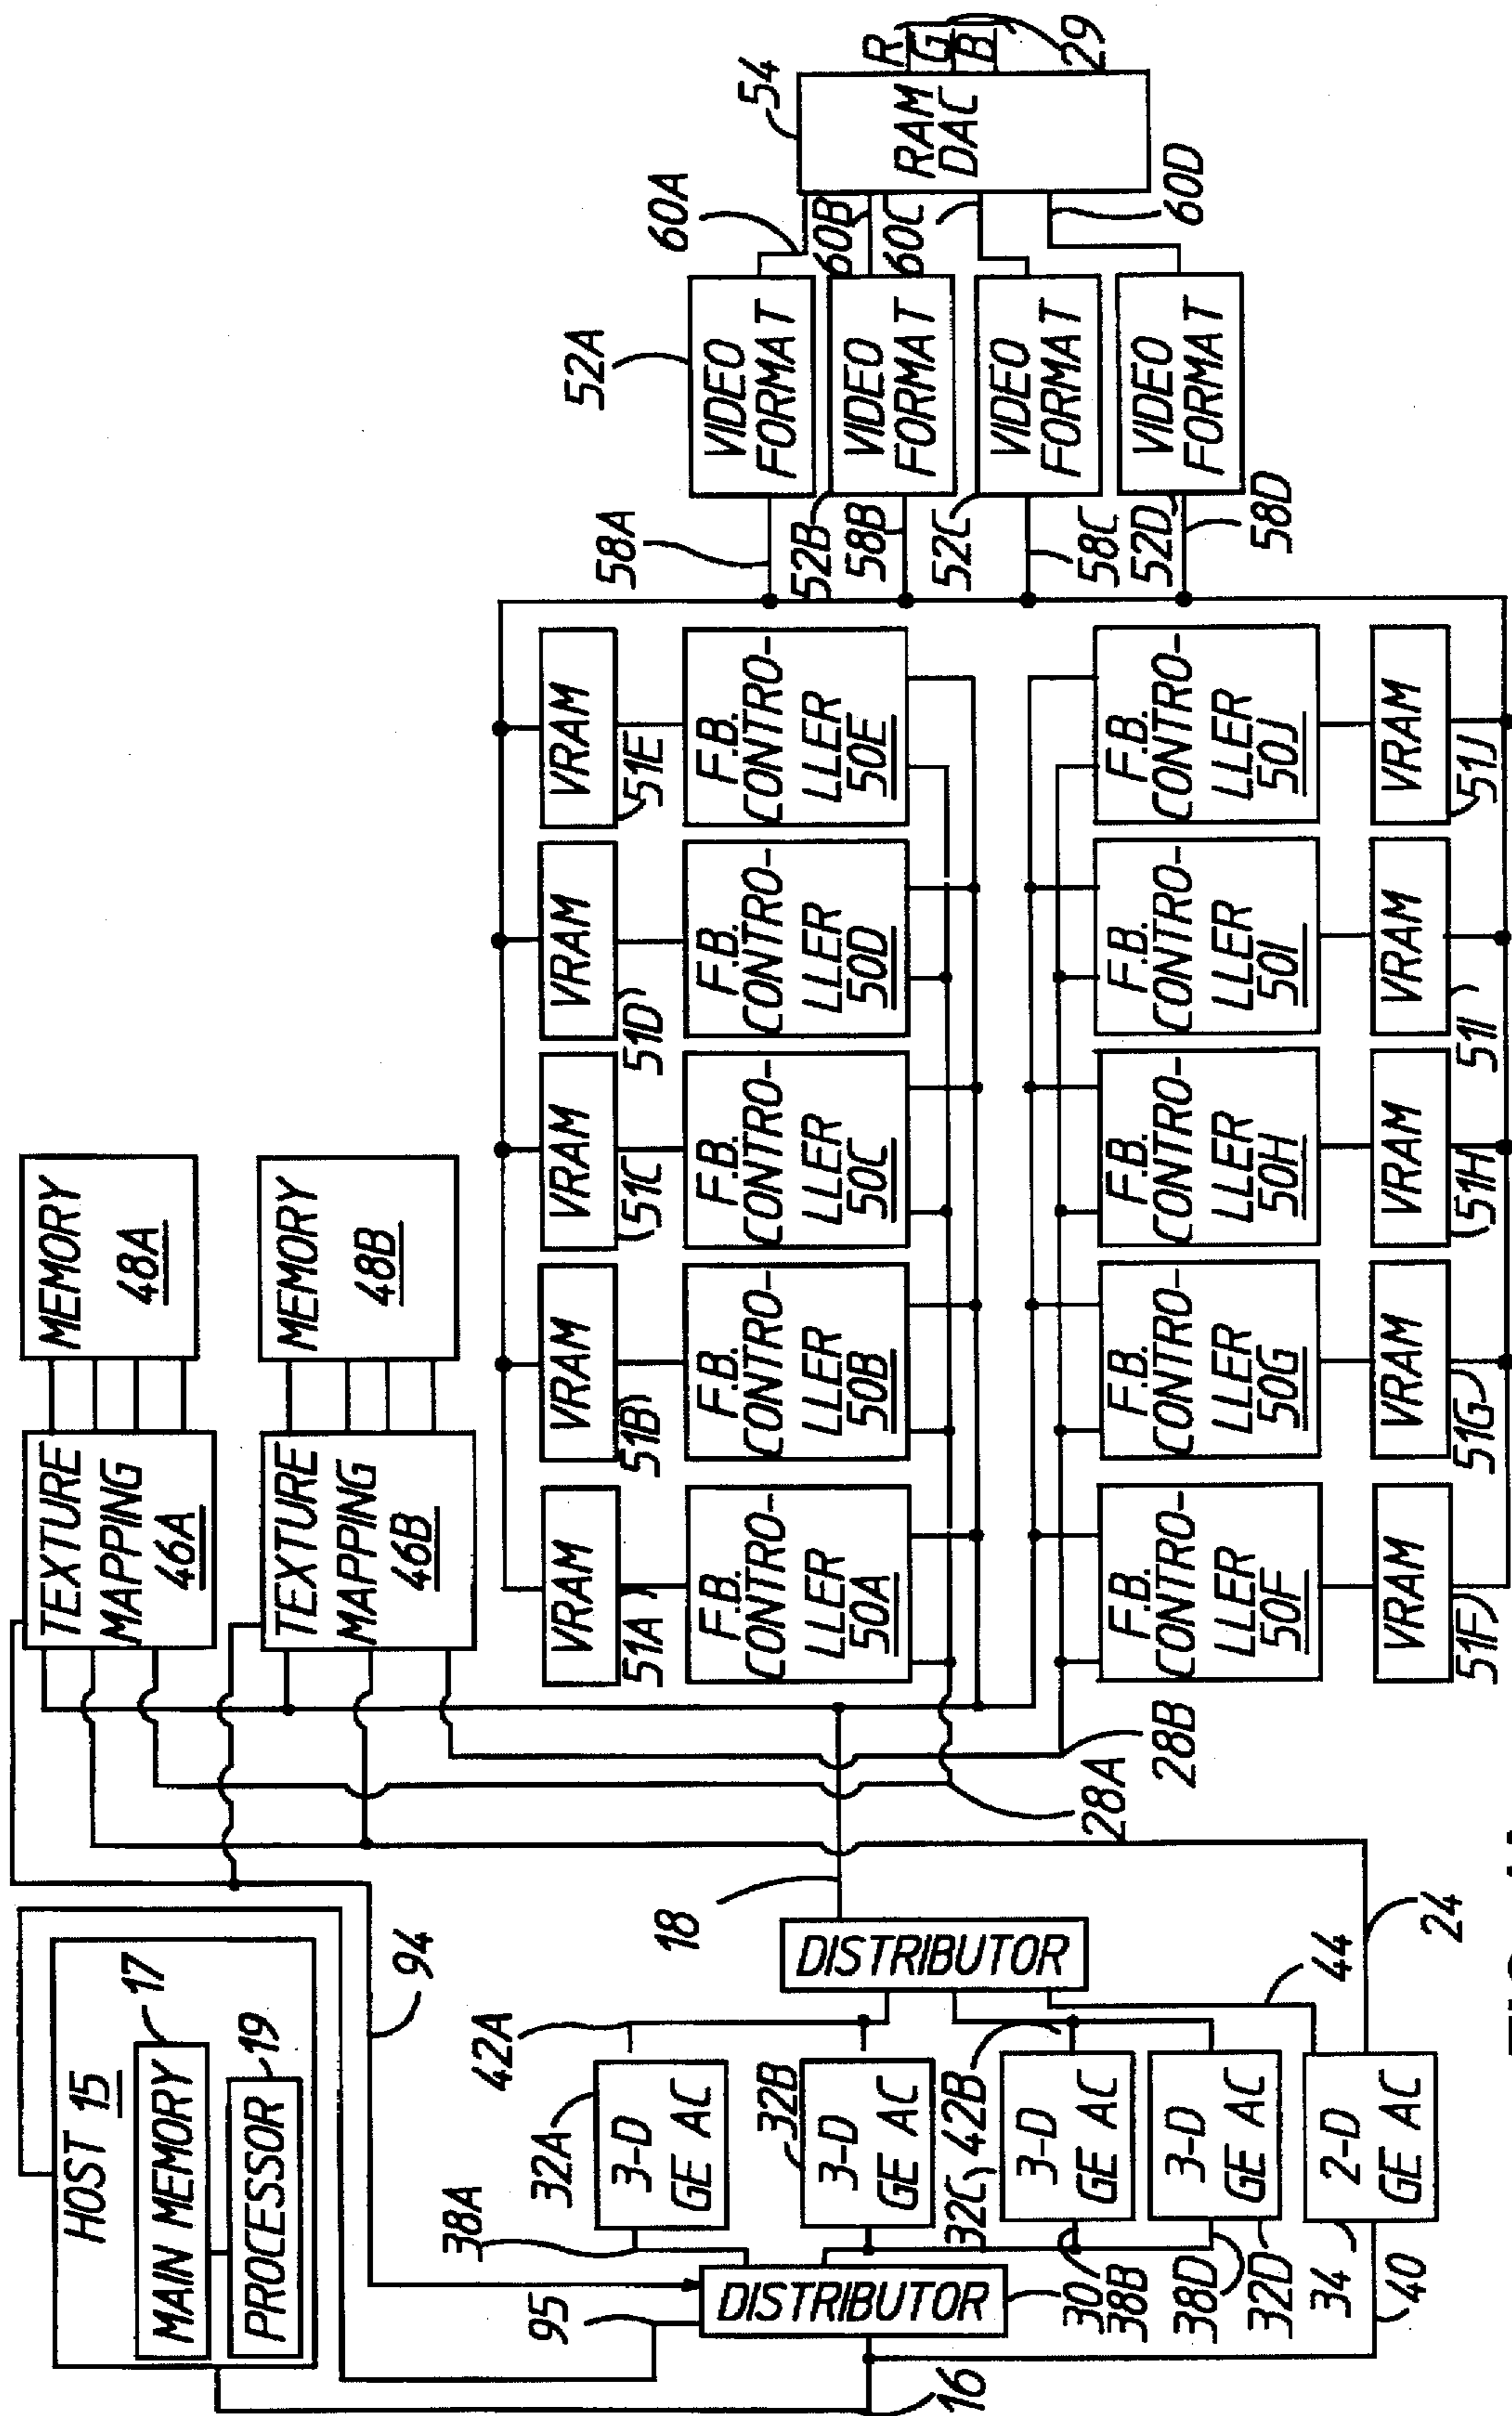 HOST 15
MAIN MEMORY
17
PROCESSOR
19
94
95
16
DISTRIBUTOR
30
38A
38B
38D
40
32A
3-D
GE AC
32B
3-D
GE AC
32C
3-D
GE AC
32D
3-D
GE AC
34
2-D
GE AC
42A
42B
44
24
DISTRIBUTOR
18
28A
28B
TEXTURE
MAPPING
46A
MEMORY
48A
TEXTURE
MAPPING
46B
MEMORY
48B
VRAM
51A
F.B.
CONTRO-
LLER
50A
VRAM
51B
F.B.
CONTRO-
LLER
50B
VRAM
51C
F.B.
CONTRO-
LLER
50C
VRAM
51D
F.B.
CONTRO-
LLER
50D
VRAM
51E
F.B.
CONTRO-
LLER
50E
F.B.
CONTRO-
LLER
50F
VRAM
51F
F.B.
CONTRO-
LLER
50G
VRAM
51G
F.B.
CONTRO-
LLER
50H
VRAM
51H
F.B.
CONTRO-
LLER
50I
VRAM
51I
F.B.
CONTRO-
LLER
50J
VRAM
51J
58A
52A
VIDEO
FORMAT
60A
52B
58B
VIDEO
FORMAT
60B
52C
58C
VIDEO
FORMAT
60C
52D
58D
VIDEO
FORMAT
60D
54
RAM
DAC
R
G
B
29